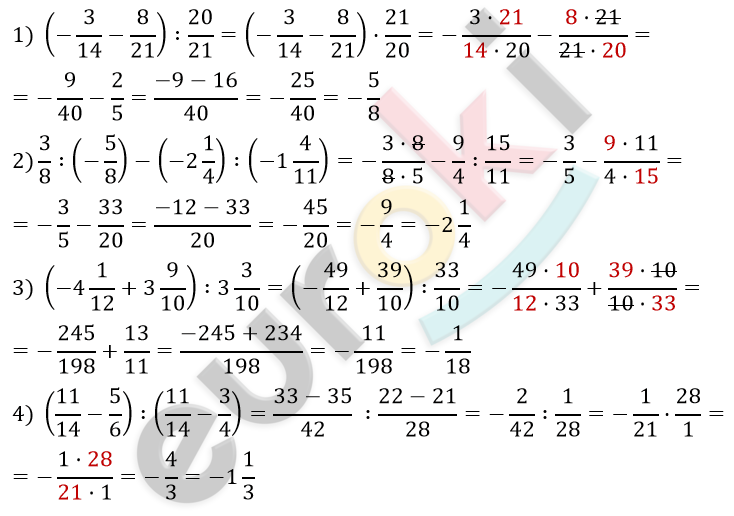 1) (−3/14 − 8/21) : 20/21 = (−3/14 − 8/21) · 21/20 = −(3 · 21)/(14 · 20) − (8 · 21)/(21 · 20) =
= −9/40 − 2/5 = (−9 − 16)/40 = −25/40 = −5/8
2) 3/8 : (−5/8) − (−2 1/4) : (−1 4/11) = −(3 · 8)/(8 · 5) − 9/4 : 15/11 = −3/5 − (9 · 11)/(4 · 15) =
= −3/5 − 33/20 = (−12 − 33)/20 = −45/20 = −9/4 = −2 1/4
3) (−4 1/12 + 3 9/10) : 3 3/10 = (−49/12 + 39/10) : 33/10 = −(49 · 10)/(12 · 33) + (39 · 10)/(10 · 33) =
= −245/198 + 13/11 = (−245 + 234)/198 = −11/198 = −1/18
4) (11/14 − 5/6) : (11/14 − 3/4) = (33 − 35)/42 : (22 − 21)/28 = −2/42 : 1/28 = −1/21 · 28/1 =
= −(1 · 28)/(21 · 1) = −4/3 = −1 1/3
euroki